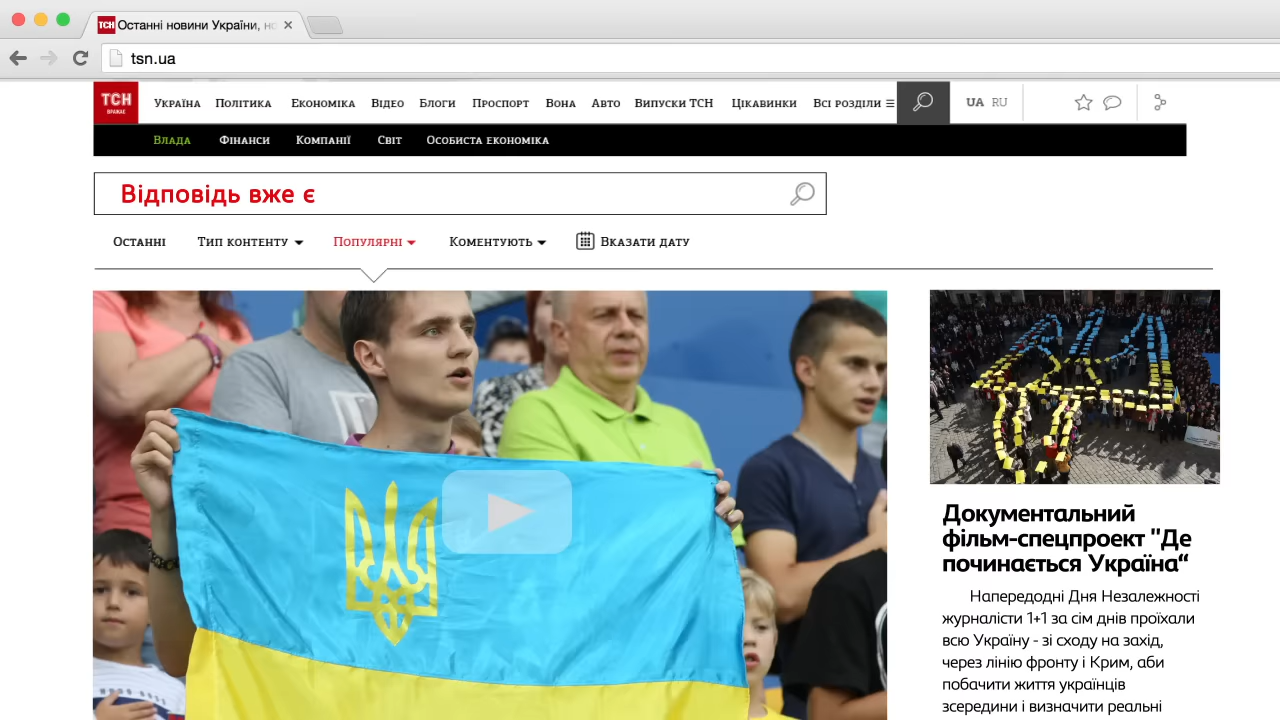 Останні новини України, но
tsn.ua
ТСН
ВРАЖАЄ
Україна Політика Економіка Відео Блоги Проспорт Вона Авто Випуски ТСН Цікавинки Всі розділи
UA RU
Влада Фінанси Компанії Світ Особиста економіка
Відповідь вже є
Останні Тип контенту Популярні Коментують Вказати дату
Документальний
фільм-спецпроект "Де
починається Україна“
Напередодні Дня Незалежності
журналісти 1+1 за сім днів проїхали
всю Україну - зі сходу на захід,
через лінію фронту і Крим, аби
побачити життя українців
зсередини і визначити реальні